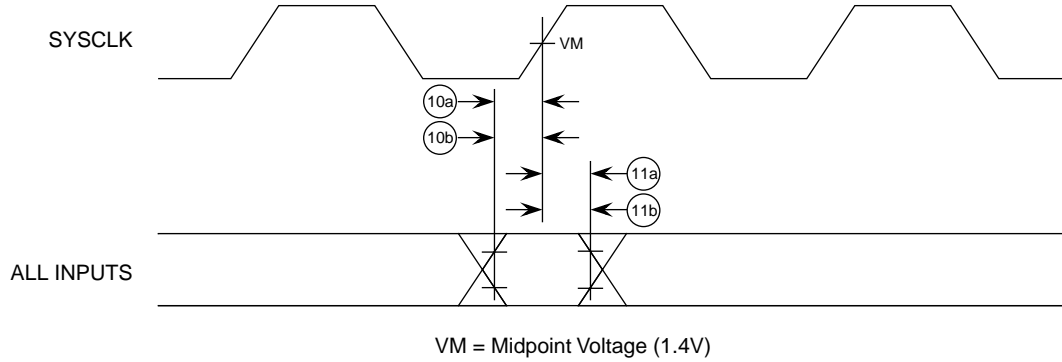 SYSCLK
VM
10a
10b
11a
11b
ALL INPUTS
VM = Midpoint Voltage (1.4V)